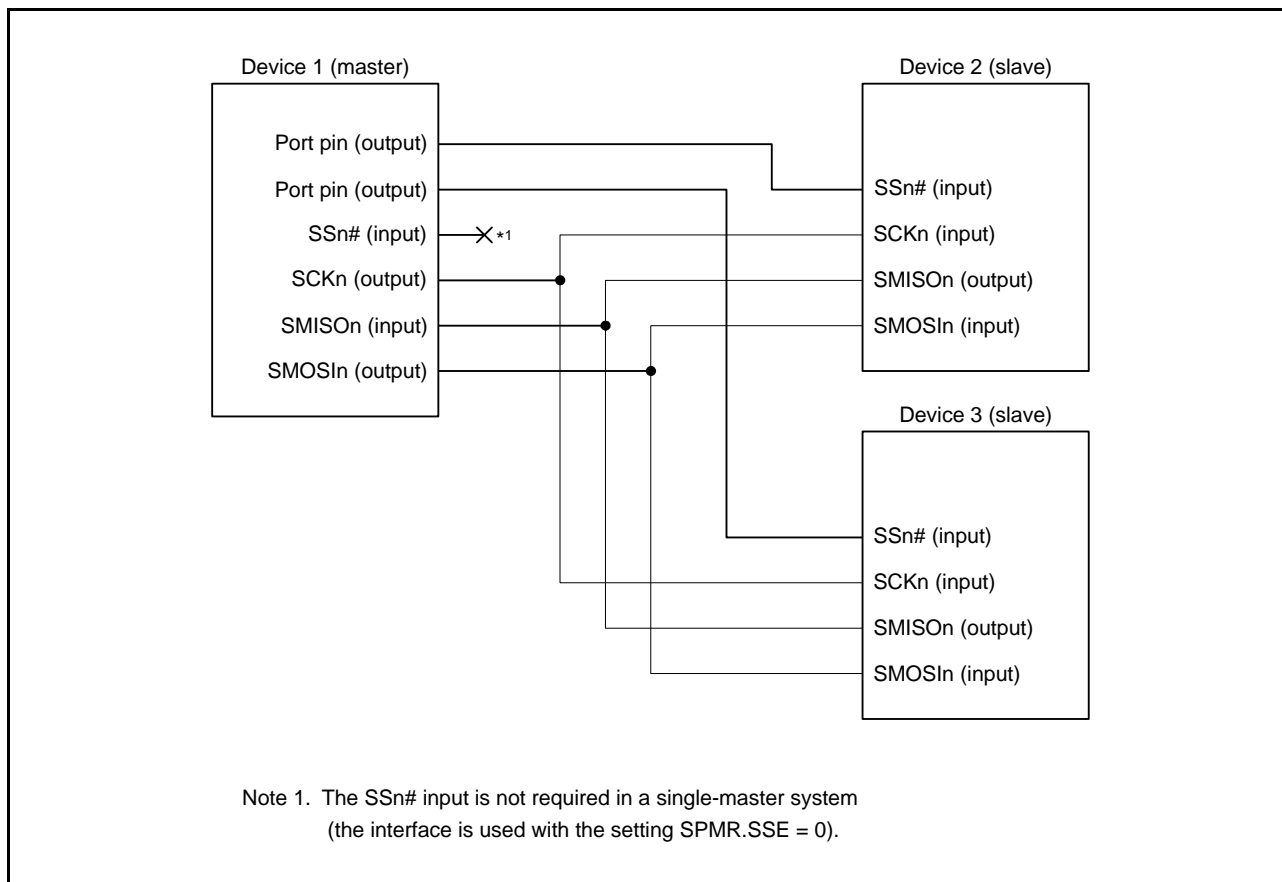 Device 1 (master)
Port pin (output)
Port pin (output)
SSn# (input)
*1
SCKn (output)
SMISOn (input)
SMOSIn (output)
Device 2 (slave)
SSn# (input)
SCKn (input)
SMISOn (output)
SMOSIn (input)
Device 3 (slave)
SSn# (input)
SCKn (input)
SMISOn (output)
SMOSIn (input)
Note 1. The SSn# input is not required in a single-master system
(the interface is used with the setting SPMR.SSE = 0).